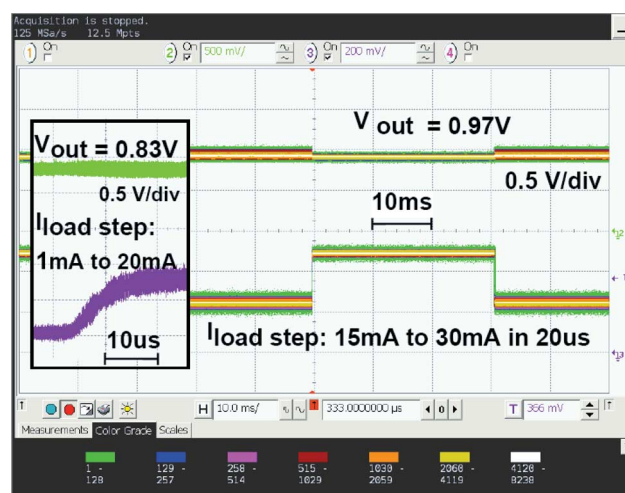 Acquisition is stopped.
125 MSa/s 12.5 Mpts
1) On 2) On 500 mV/ 3) On 200 mV/ 4) On
Vout = 0.83V
0.5 V/div
Iload step:
1mA to 20mA
10us
V out = 0.97V
0.5 V/div
10ms
Iload step: 15mA to 30mA in 20us
H 10.0 ms/ 333.0000000 µs 0 T 366 mV
Measurements Color Grade Scales
1 - 129 - 258 - 515 - 1030 - 2060 - 4120 -
128 257 514 1029 2059 4119 8238